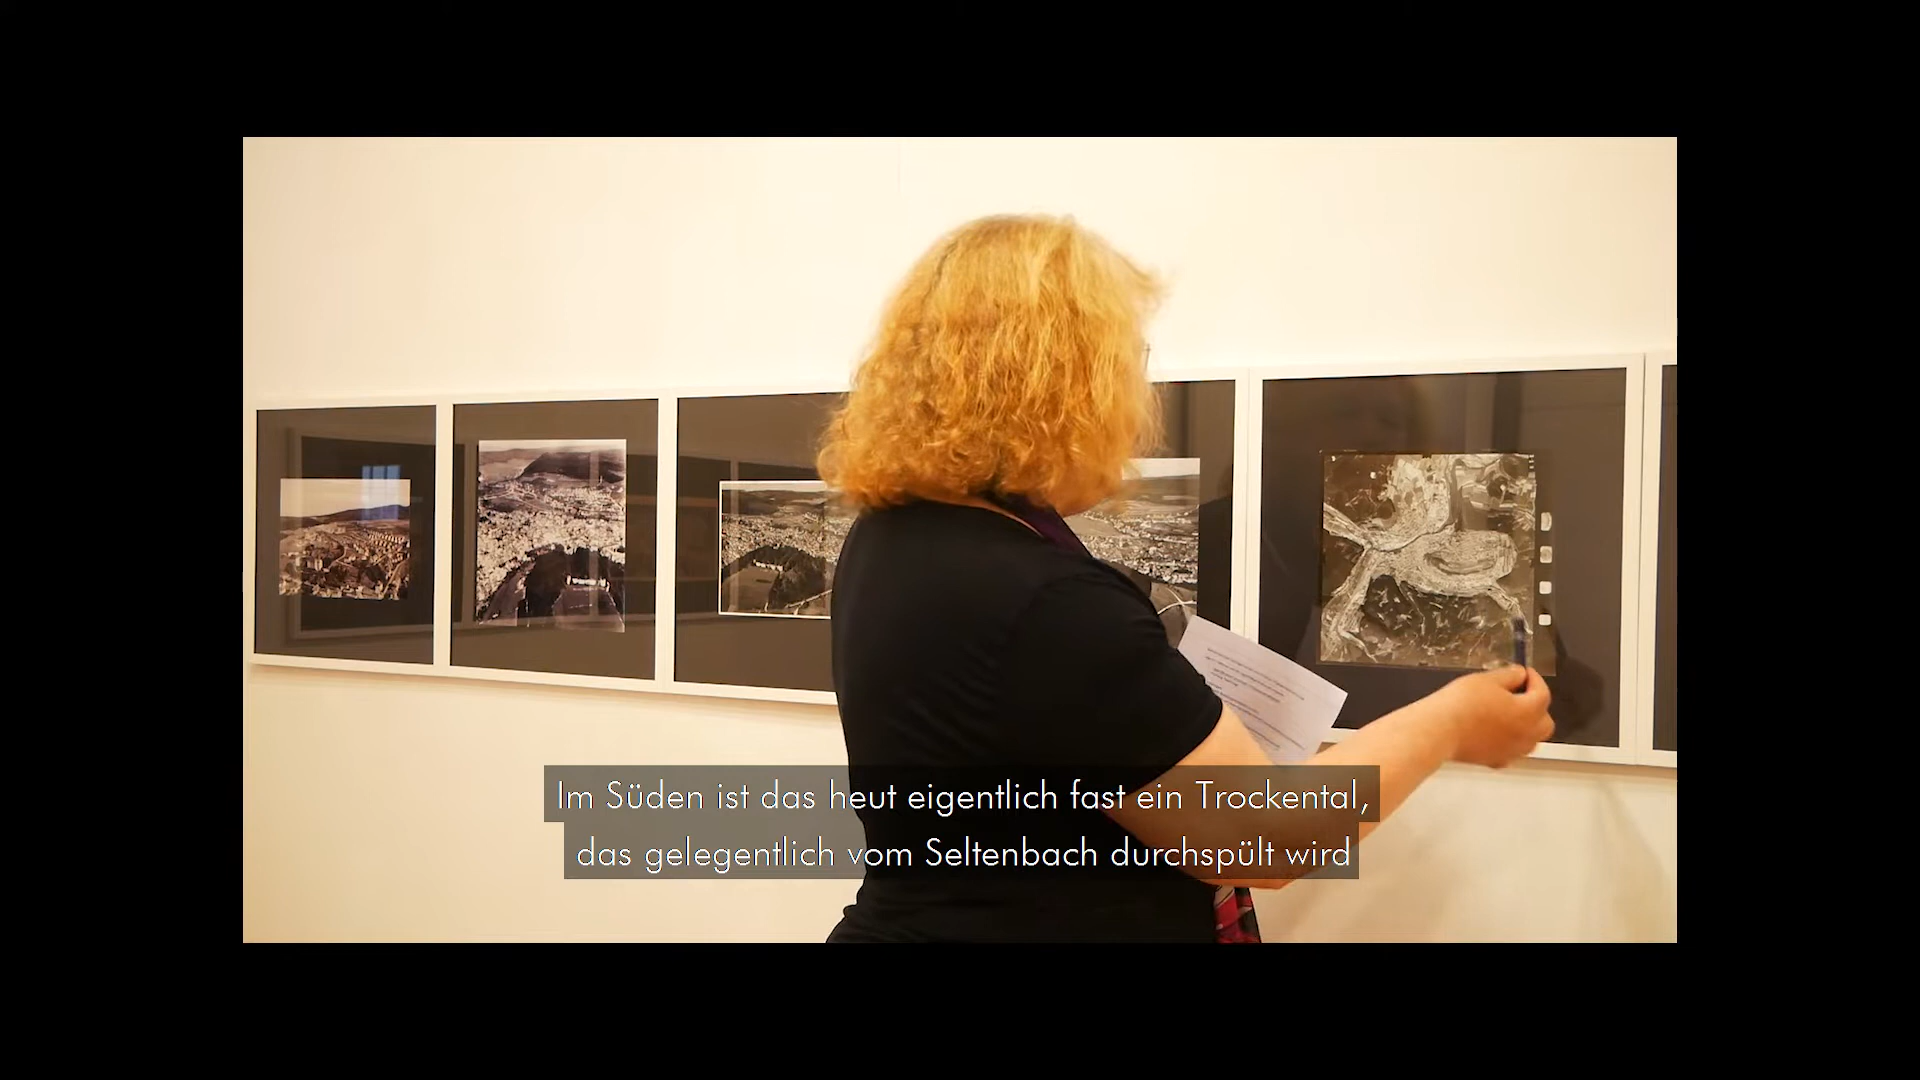 Im Süden ist das heut eigentlich fast ein Trockental,
das gelegentlich vom Seltenbach durchspült wird